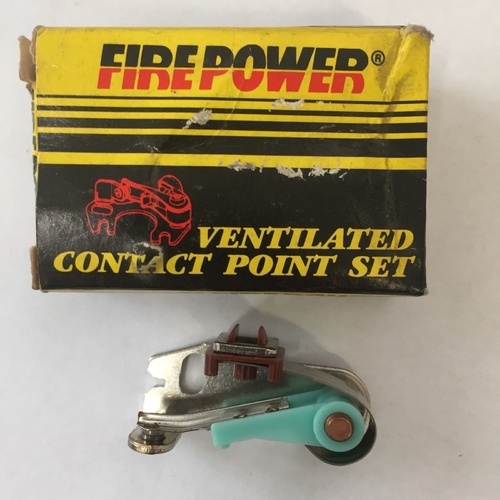 FIREPOWER®
VENTILATED
CONTACT POINT SET